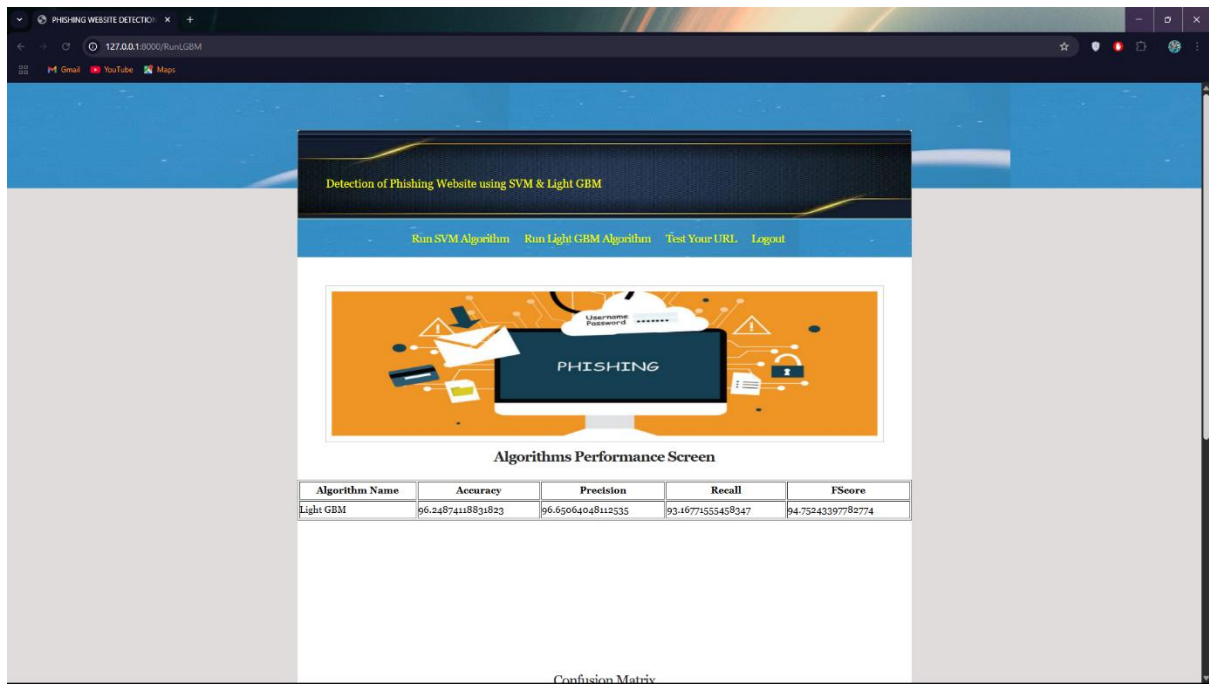 PHISHING WEBSITE DETECTION
127.0.0.1:8000/RunLGBM
Gmail YouTube Maps
Detection of Phishing Website using SVM & Light GBM
Run SVM Algorithm Run Light GBM Algorithm Test Your URL Logout
Username
Password
PHISHING
Algorithms Performance Screen
Algorithm Name Accuracy Precision Recall FScore
Light GBM 96.24874118831823 96.65064048112535 93.16771555458347 94.75243397782774
Confusion Matrix